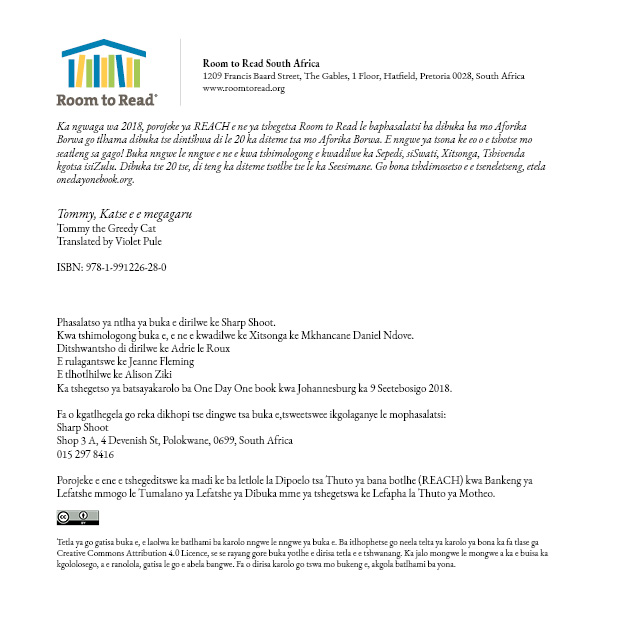 Room to Read®
Room to Read South Africa
1209 Francis Baard Street, The Gables, 1 Floor, Hatfield, Pretoria 0028, South Africa
www.roomtoread.org
Ka ngwaga wa 2018, porojeke ya REACH e ne ya tshegetsa Room to Read le baphasalatsi ba dibuka ba mo Aforika
Borwa go tlhama dibuka tse dintšhwa di le 20 ka diteme tsa mo Aforika Borwa. E nngwe ya tsona ke eo o e tshotse mo
seatleng sa gago! Buka nngwe le nngwe e ne e kwa tshimologong e kwadilwe ka Sepedi, siSwati, Xitsonga, Tshivenda
kgotsa isiZulu. Dibuka tse 20 tse, di teng ka diteme tsotlhe tse le ka Seesimane. Go bona tshdimosetso e e tseneletseng, etela
onedayonebook.org.
Tommy, Katse e e megagaru
Tommy the Greedy Cat
Translated by Violet Pule
ISBN: 978-1-991226-28-0
Phasalatso ya ntlha ya buka e dirilwe ke Sharp Shoot.
Kwa tshimologong buka e, e ne e kwadilwe ke Xitsonga ke Mkhancane Daniel Ndove.
Ditshwantsho di dirilwe ke Adrie le Roux
E rulagantswe ke Jeanne Fleming
E tlhotlhilwe ke Alison Ziki
Ka tshegetso ya batsayakarolo ba One Day One book kwa Johannesburg ka 9 Seetebosigo 2018.
Fa o kgatlhegela go reka dikhopi tse dingwe tsa buka e,tsweetswee ikgolaganye le mophasalatsi:
Sharp Shoot
Shop 3 A, 4 Devenish St, Polokwane, 0699, South Africa
015 297 8416
Porojeke e ene e tshegeditswe ka madi ke ba letlole la Dipoelo tsa Thuto ya bana botlhe (REACH) kwa Bankeng ya
Lefatshe mmogo le Tumalano ya Lefatshe ya Dibuka mme ya tshegetswa ke Lefapha la Thuto ya Motheo.
cc BY
Tetla ya go gatisa buka e, e laolwa ke batlhami ba karolo nngwe le nngwe ya buka e. Ba itlhophetse go neela telta ya karolo ya bona ka fa tlase ga
Creative Commons Attribution 4.0 Licence, se se rayang gore buka yotlhe e dirisa tetla e e tshwanang. Ka jalo mongwe le mongwe a ka e buisa ka
kgololosego, a e ranolola, gatisa le go e abela bangwe. Fa o dirisa karolo go tswa mo bukeng e, akgola batlhami ba yona.